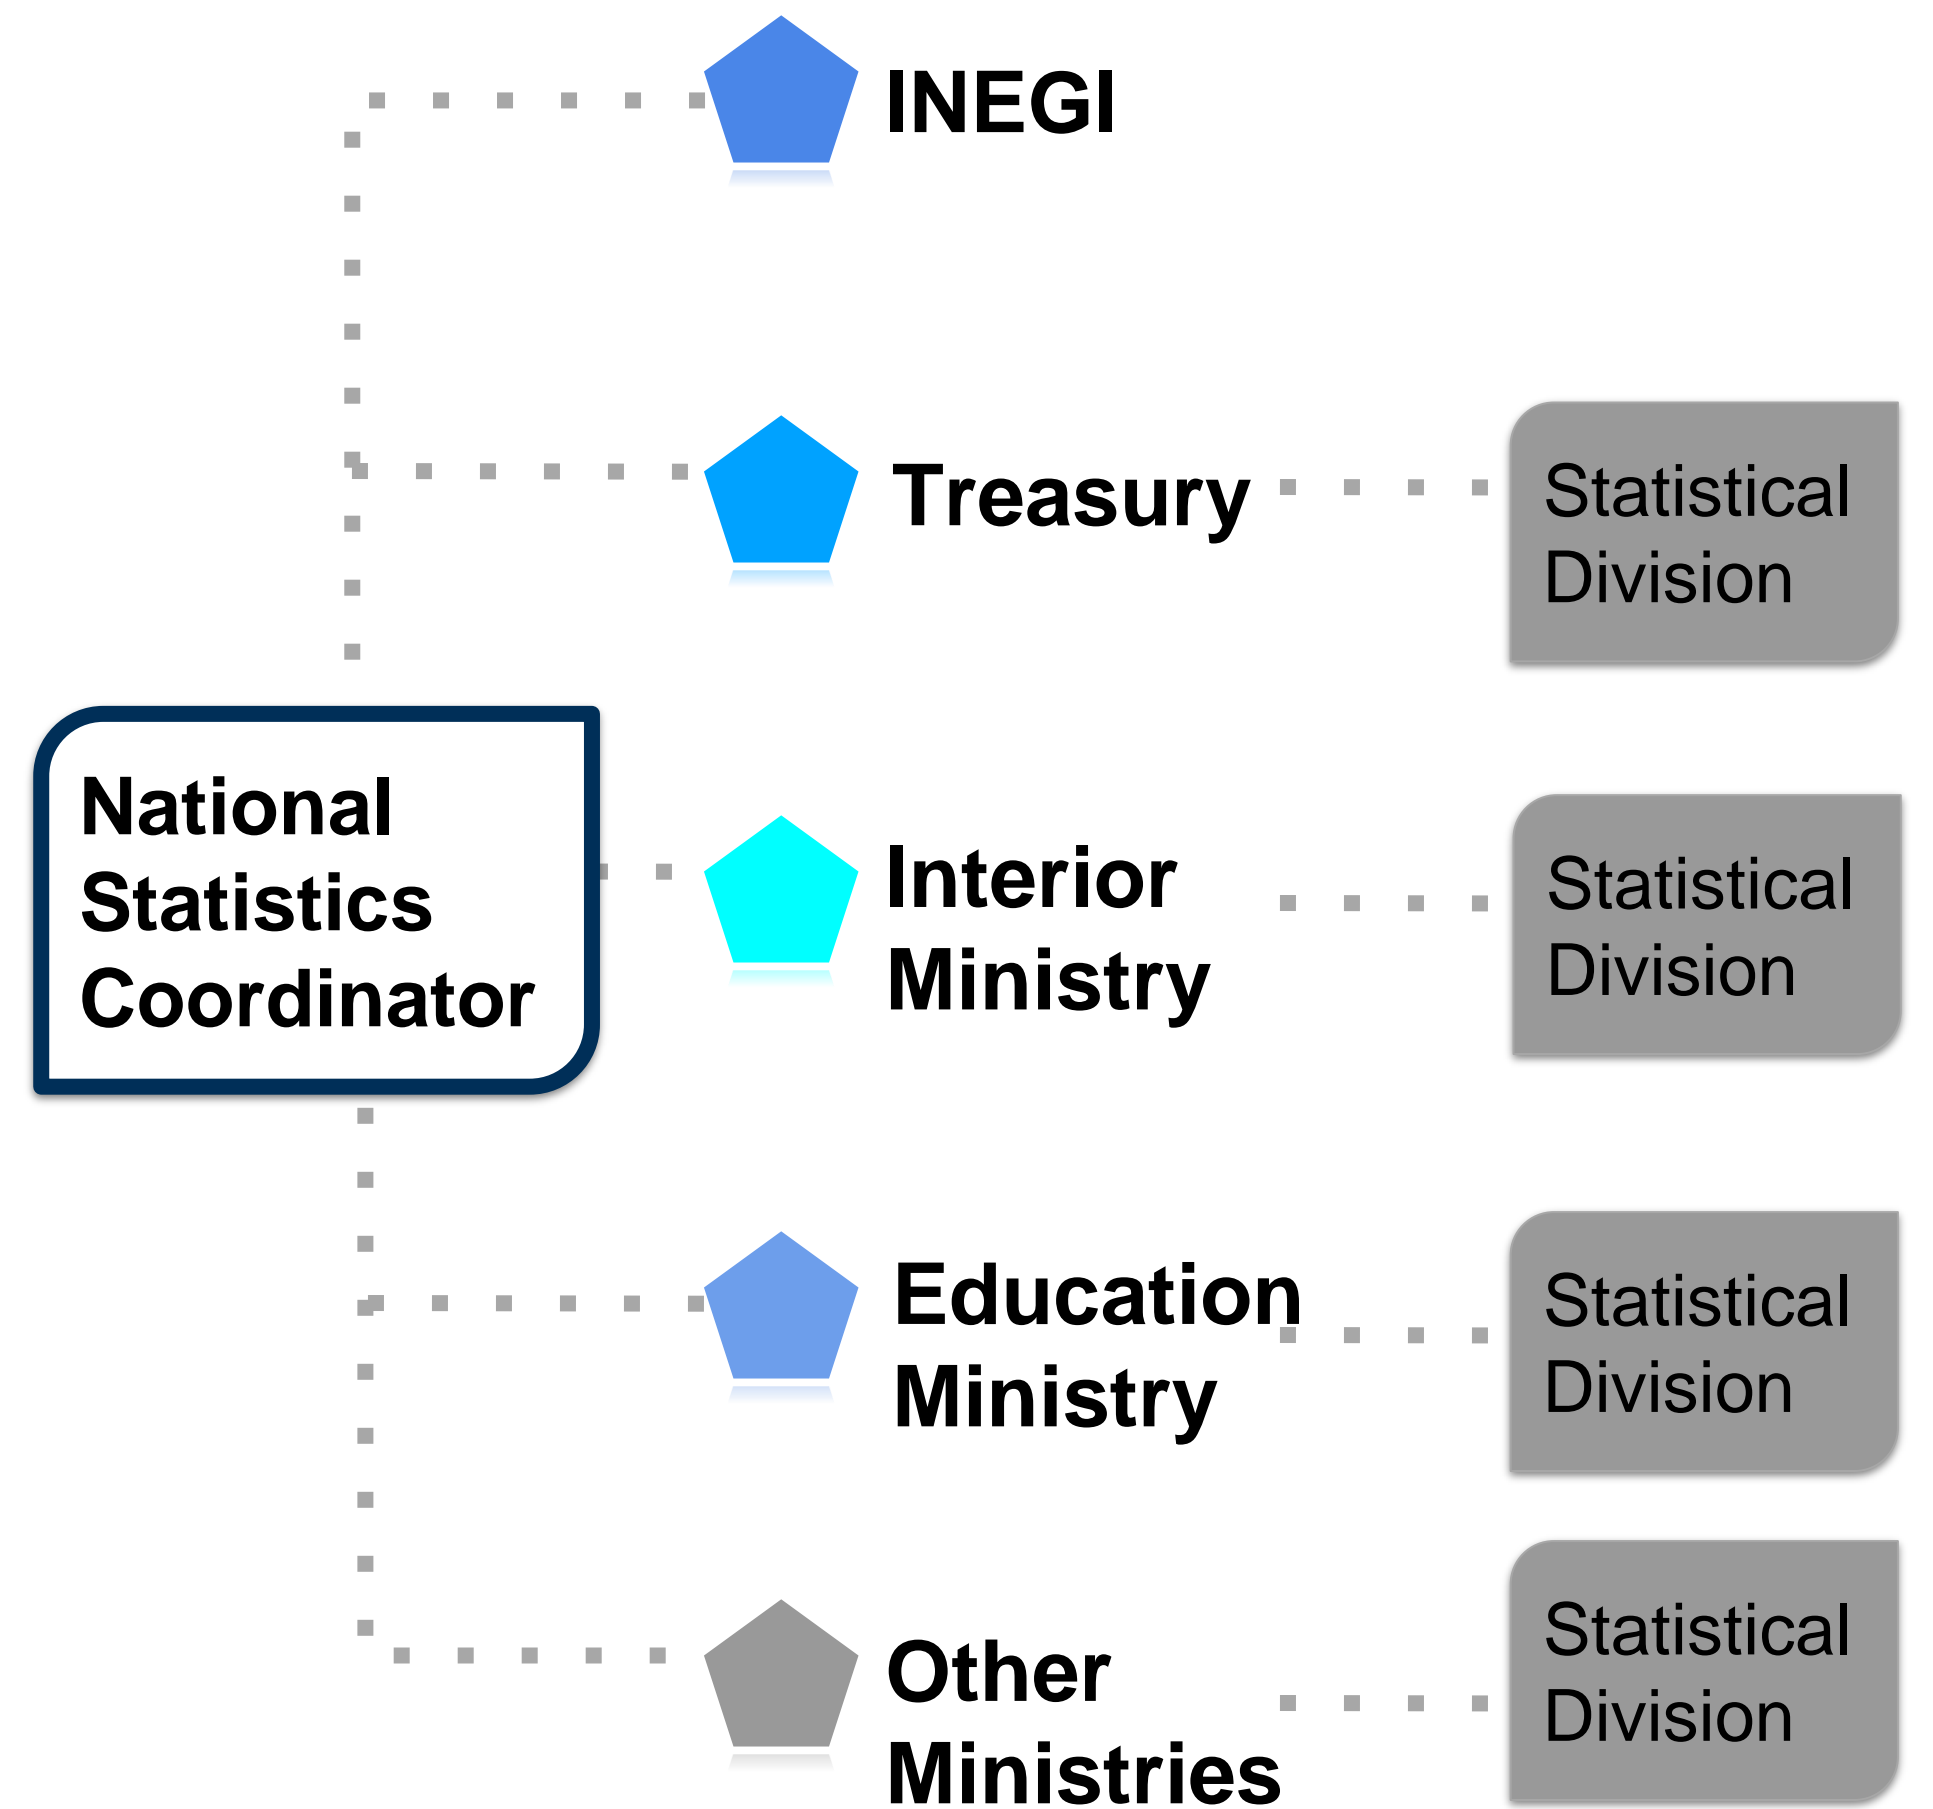 INEGI
Treasury
Statistical
Division
National
Statistics
Coordinator
Interior
Ministry
Statistical
Division
Education
Ministry
Statistical
Division
Other
Ministries
Statistical
Division